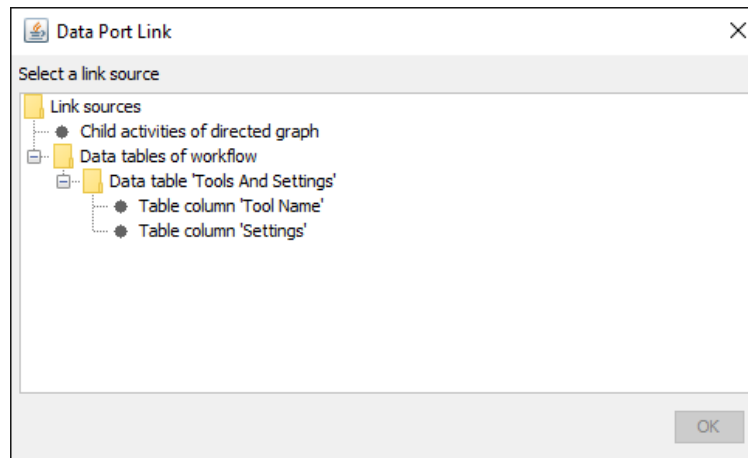 Data Port Link
Select a link source
Link sources
Child activities of directed graph
Data tables of workflow
Data table 'Tools And Settings'
Table column 'Tool Name'
Table column 'Settings'
OK